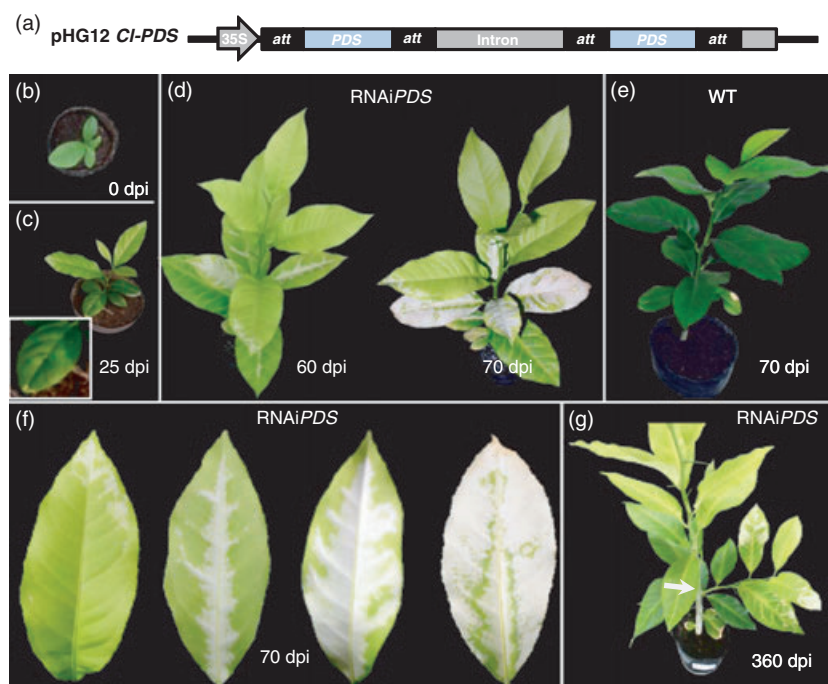 (a)
pHG12 Cl-PDS
35S att PDS att Intron att PDS att
(b)
0 dpi
(c)
25 dpi
(d)
RNAiPDS
60 dpi
70 dpi
(e)
WT
70 dpi
(f)
RNAiPDS
70 dpi
(g)
RNAiPDS
360 dpi